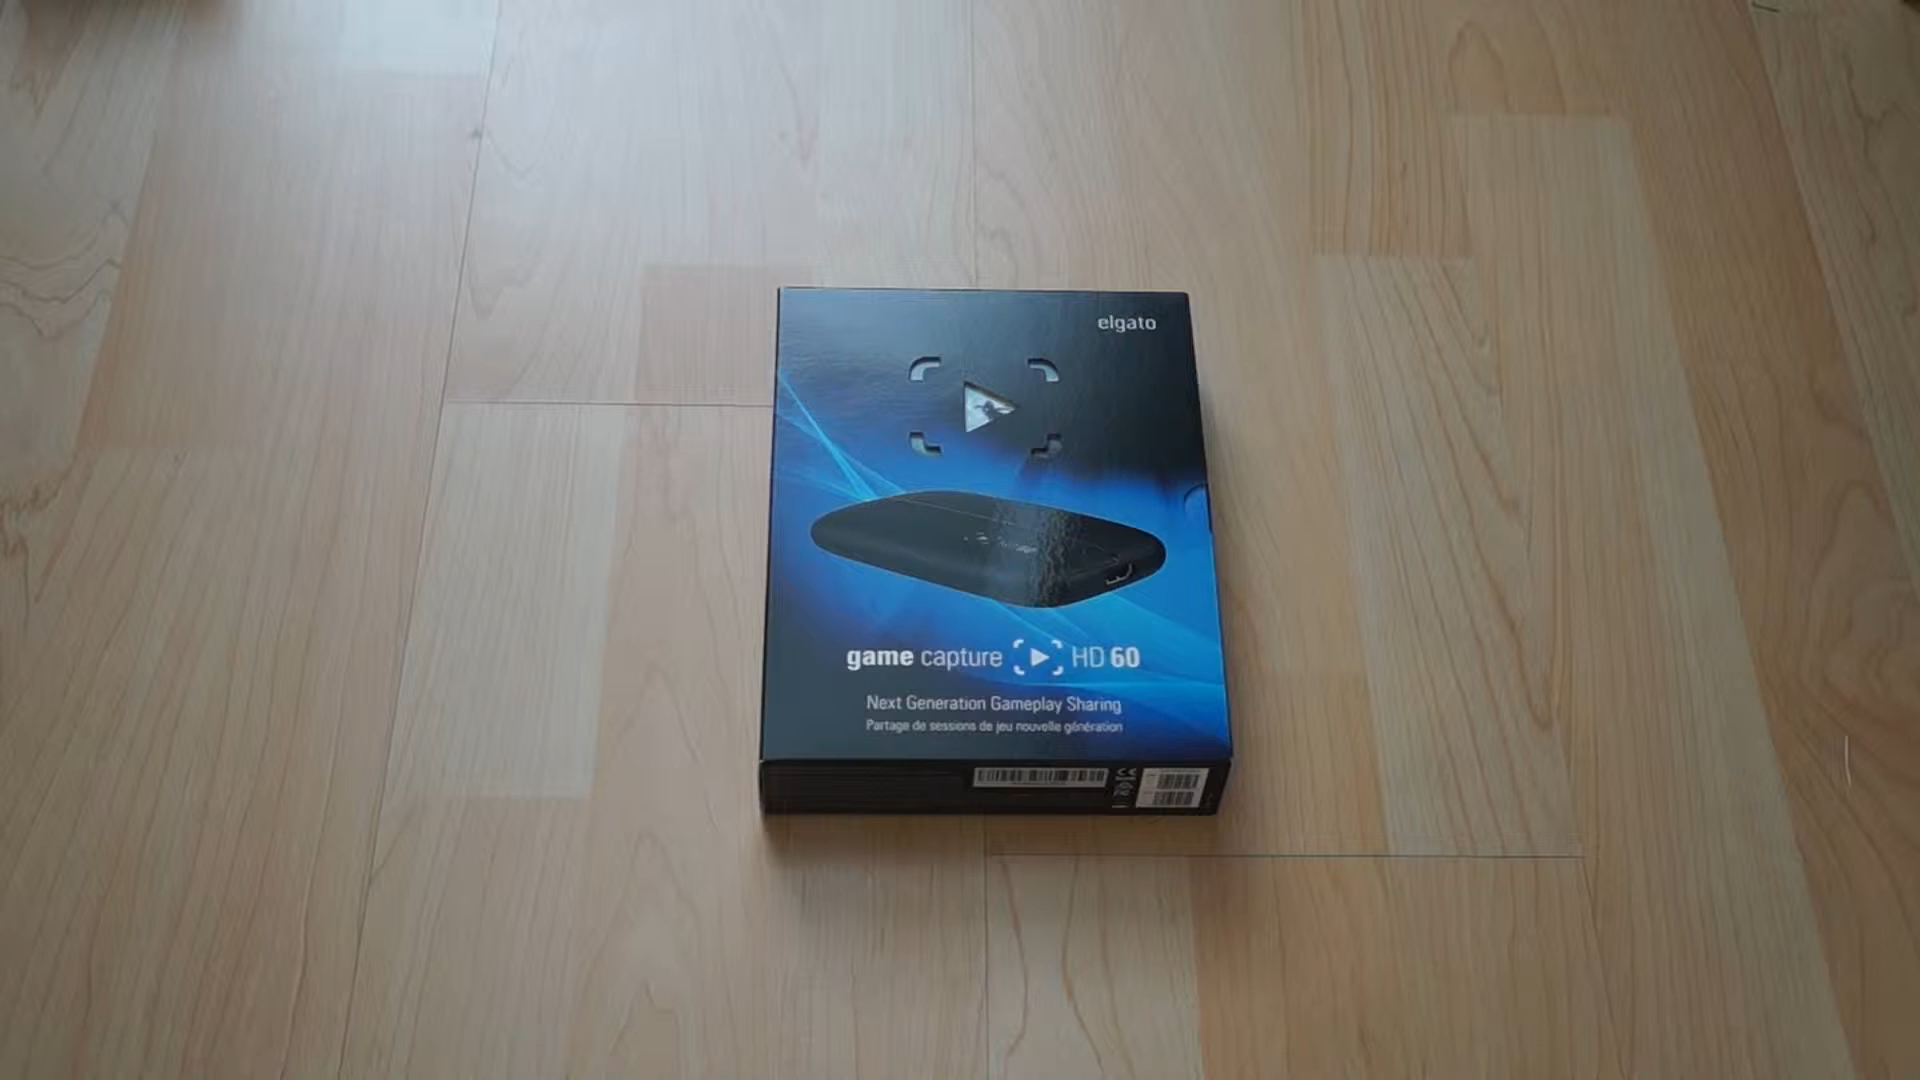 elgato
game capture HD 60
Next Generation Gameplay Sharing
Partage de sessions de jeu nouvelle génération